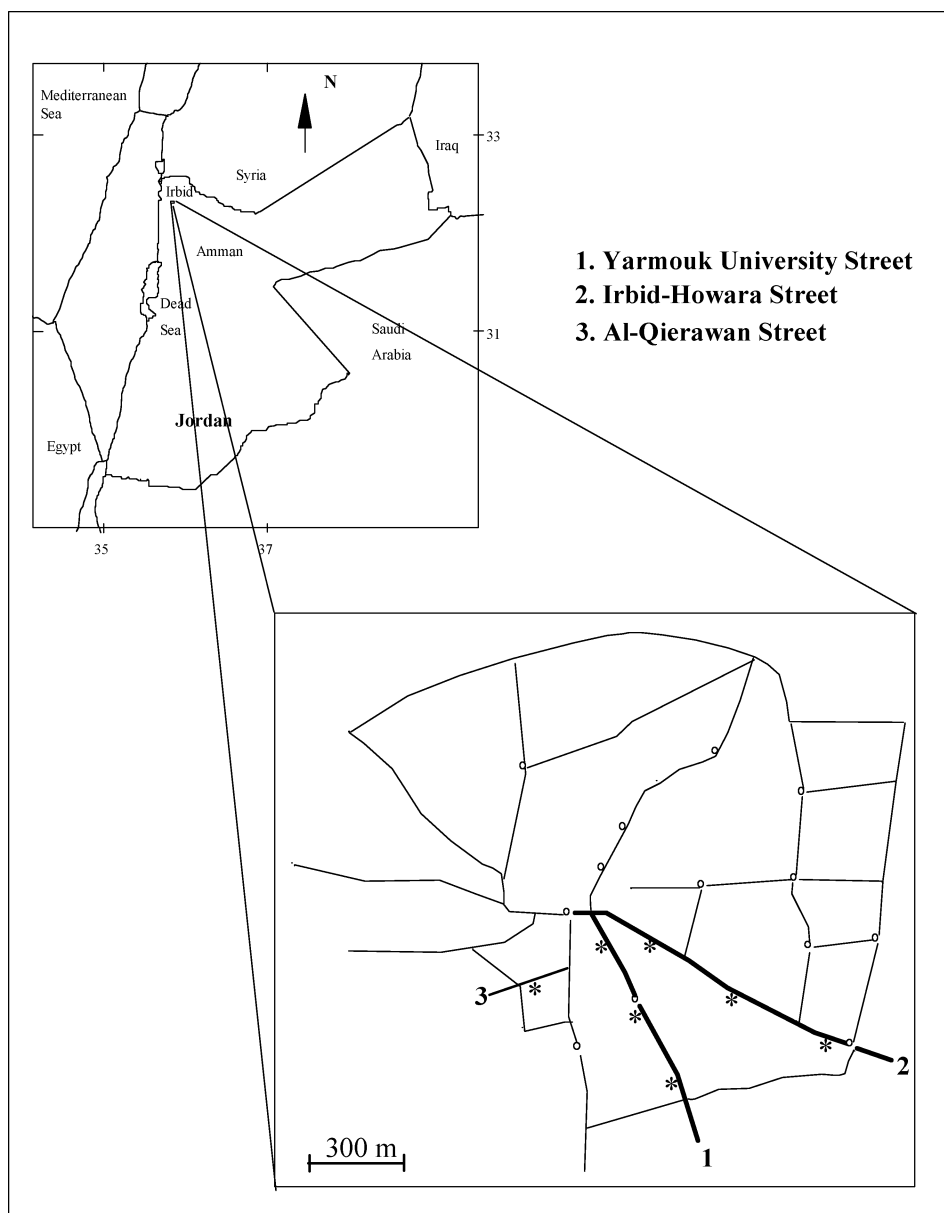 Mediterranean
Sea
N
33
Iraq
Syria
Irbid
Amman
1. Yarmouk University Street
2. Irbid-Howara Street
3. Al-Qierawan Street
Dead
Sea
31
Saudi
Arabia
Jordan
Egypt
35
37
3
2
1
300 m